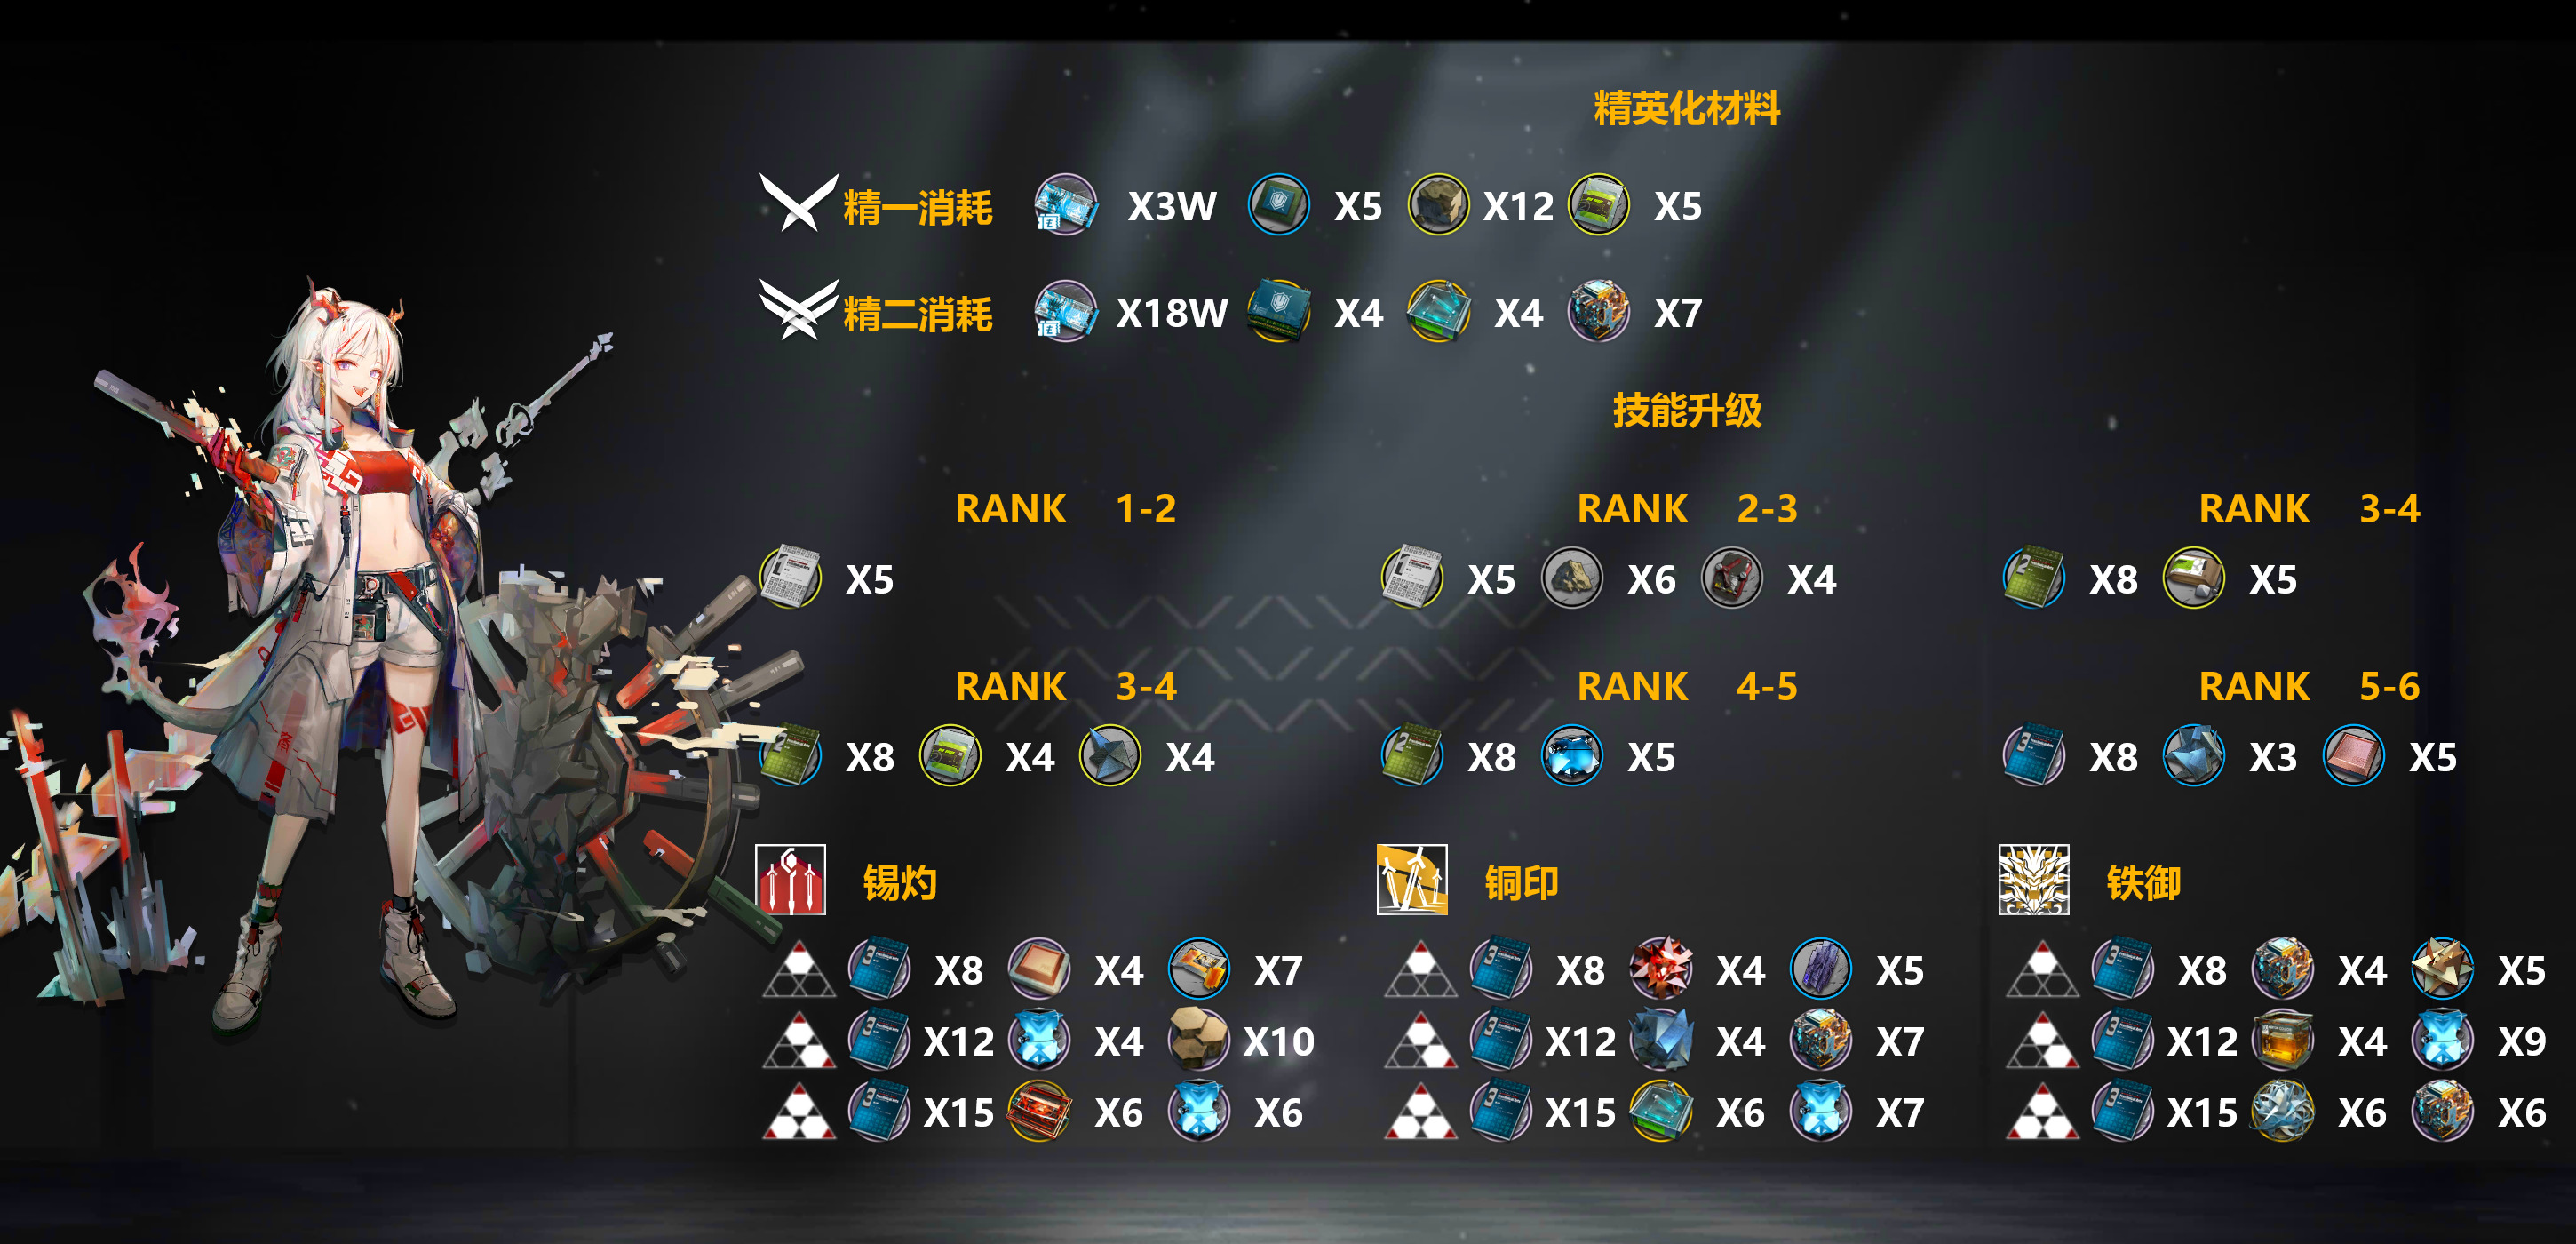 精英化材料
精一消耗 X3W X5 X12 X5
精二消耗 X18W X4 X4 X7
技能升级
RANK 1-2 RANK 2-3 RANK 3-4
X5 X5 X6 X4 X8 X5
RANK 3-4 RANK 4-5 RANK 5-6
X8 X4 X4 X8 X5 X8 X3 X5
锡灼 铜印 铁御
X8 X4 X7 X8 X4 X5 X8 X4 X5
X12 X4 X10 X12 X4 X7 X12 X4 X9
X15 X6 X6 X15 X6 X7 X15 X6 X6